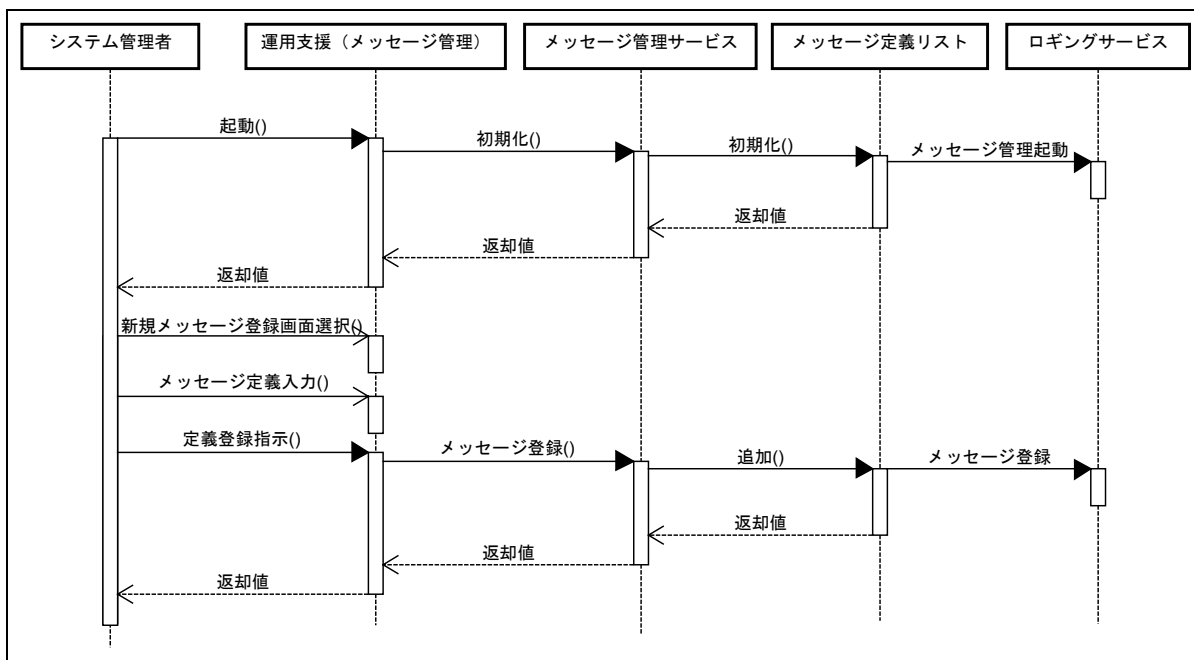 システム管理者
運用支援（メッセージ管理）
メッセージ管理サービス
メッセージ定義リスト
ロギングサービス
起動()
初期化()
初期化()
メッセージ管理起動
返却値
返却値
返却値
新規メッセージ登録画面選択()
メッセージ定義入力()
定義登録指示()
メッセージ登録()
追加()
メッセージ登録
返却値
返却値
返却値